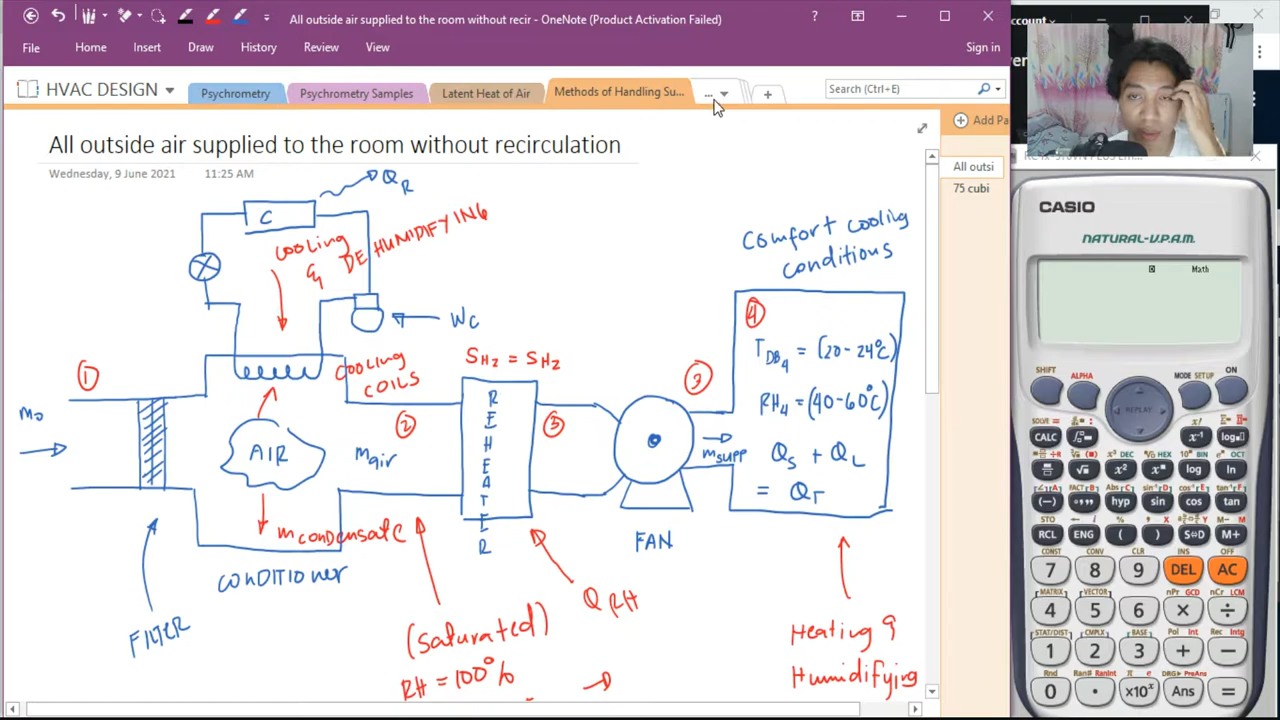 All outside air supplied to the room without recir - OneNote (Product Activation Failed)
?
File
Home
Insert
Draw
History
Review
View
Sign in
account
HVAC DESIGN
Psychrometry
Psychrometry Samples
Latent Heat of Air
Methods of Handling Su...
...
+
Search (Ctrl+E)
All outside air supplied to the room without recirculation
Wednesday, 9 June 2021
11:25 AM
Add Pa
All outsi
75 cubi
QR
C
COOLING
& DEHUMIDIFYING
WC
COOLING
COILS
1
mo
AIR
mcondensate
CONDITIONER
FILTER
2
mair
SH2 = SH2
REHEATER
3
QRH
(saturated)
RH = 100%
FAN
3
msupp
Comfort cooling
conditions
4
TDB4 = (20-24°C)
RH4 = (40-60°C)
QS + QL
= QT
Heating &
Humidifying
CASIO
NATURAL-V.P.A.M.
D Math
SHIFT
ALPHA
REPLAY
MODE SETUP
ON
CALC
log
ln
hyp
sin
cos
tan
RCL
ENG
(
)
S⇔D
M+
7 8 9 DEL AC
4 5 6 × ÷
1 2 3 + −
0 . ×10x Ans =